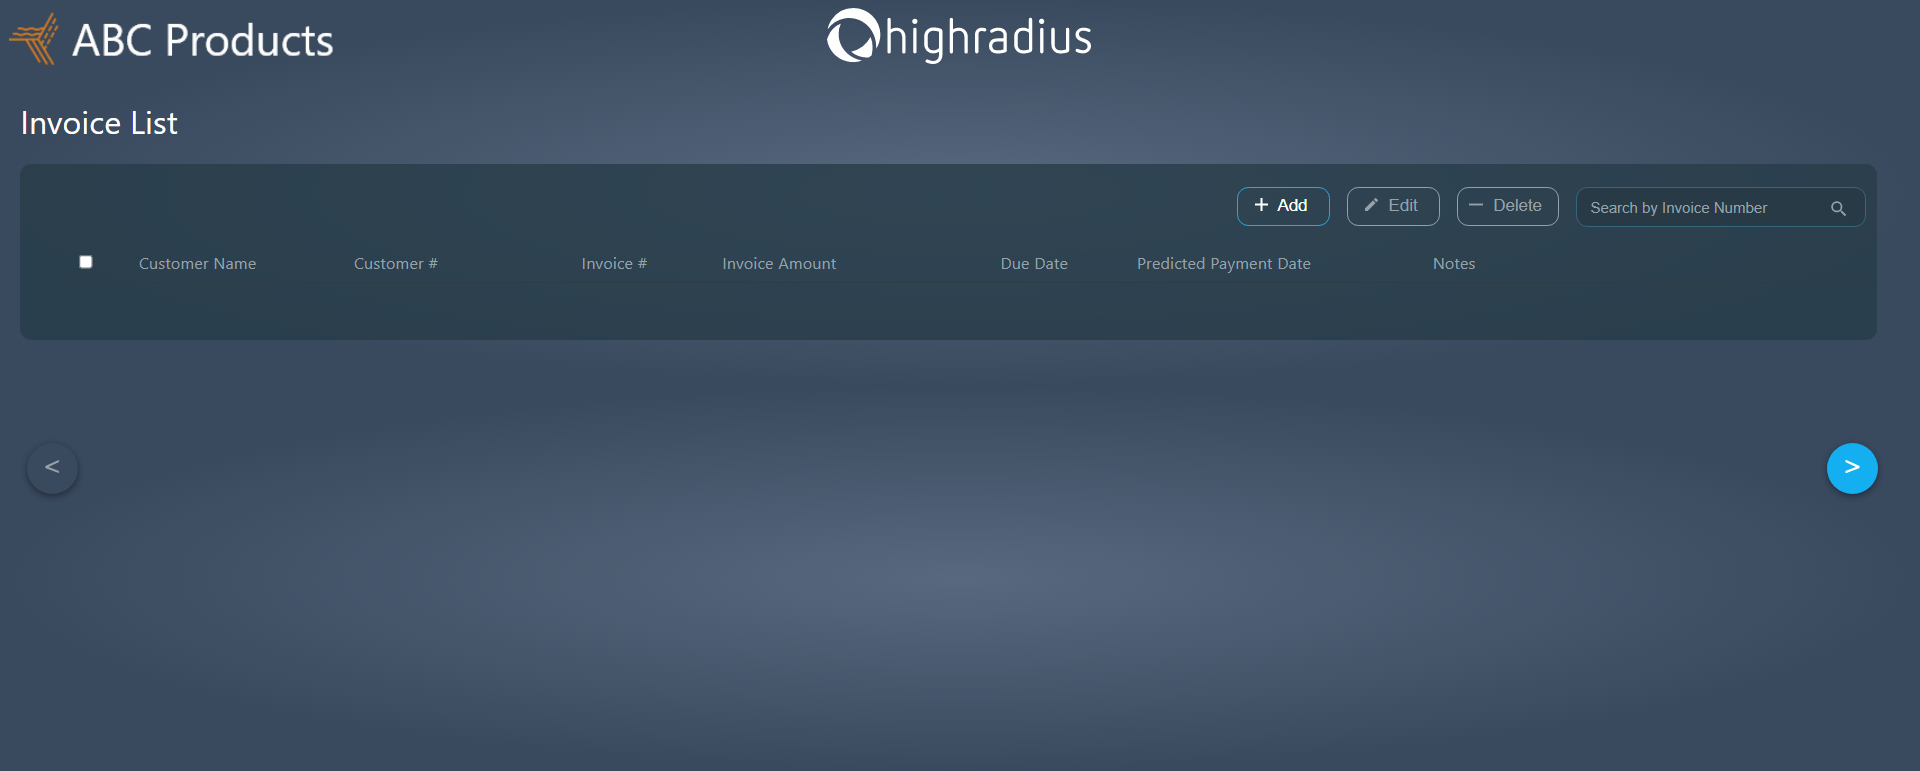 ABC Products
highradius
Invoice List
+ Add
Edit
— Delete
Search by Invoice Number
Customer Name
Customer #
Invoice #
Invoice Amount
Due Date
Predicted Payment Date
Notes
<
>